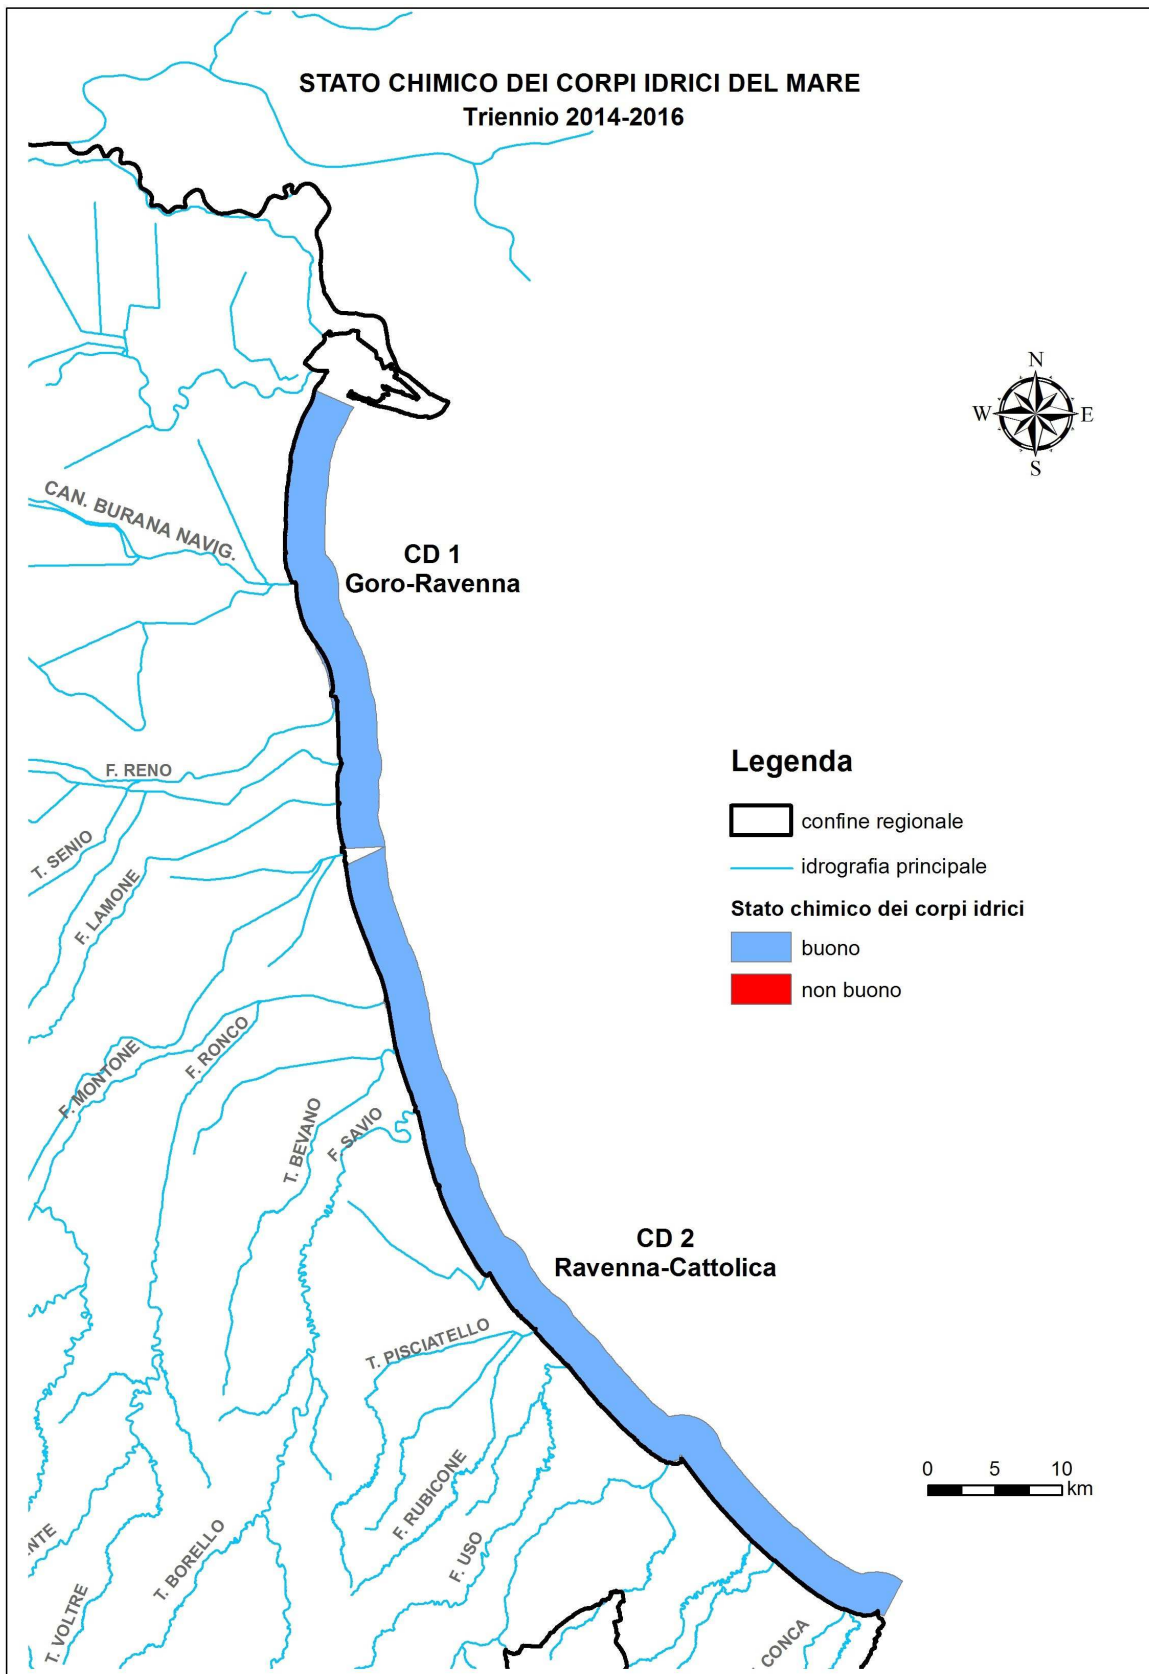 STATO CHIMICO DEI CORPI IDRICI DEL MARE
Triennio 2014-2016
N
W
E
S
CAN. BURANA NAVIG.
CD 1
Goro-Ravenna
Legenda
confine regionale
idrografia principale
Stato chimico dei corpi idrici
buono
non buono
F. RENO
T. SENIO
F. LAMONE
F. MONTONE
F. RONCO
T. BEVANO
F. SAVIO
CD 2
Ravenna-Cattolica
T. PISCIATELLO
F. RUBICONE
F. USO
0 5 10
km
NTE
T. VOLTRE
T. BORELLO
CONCA